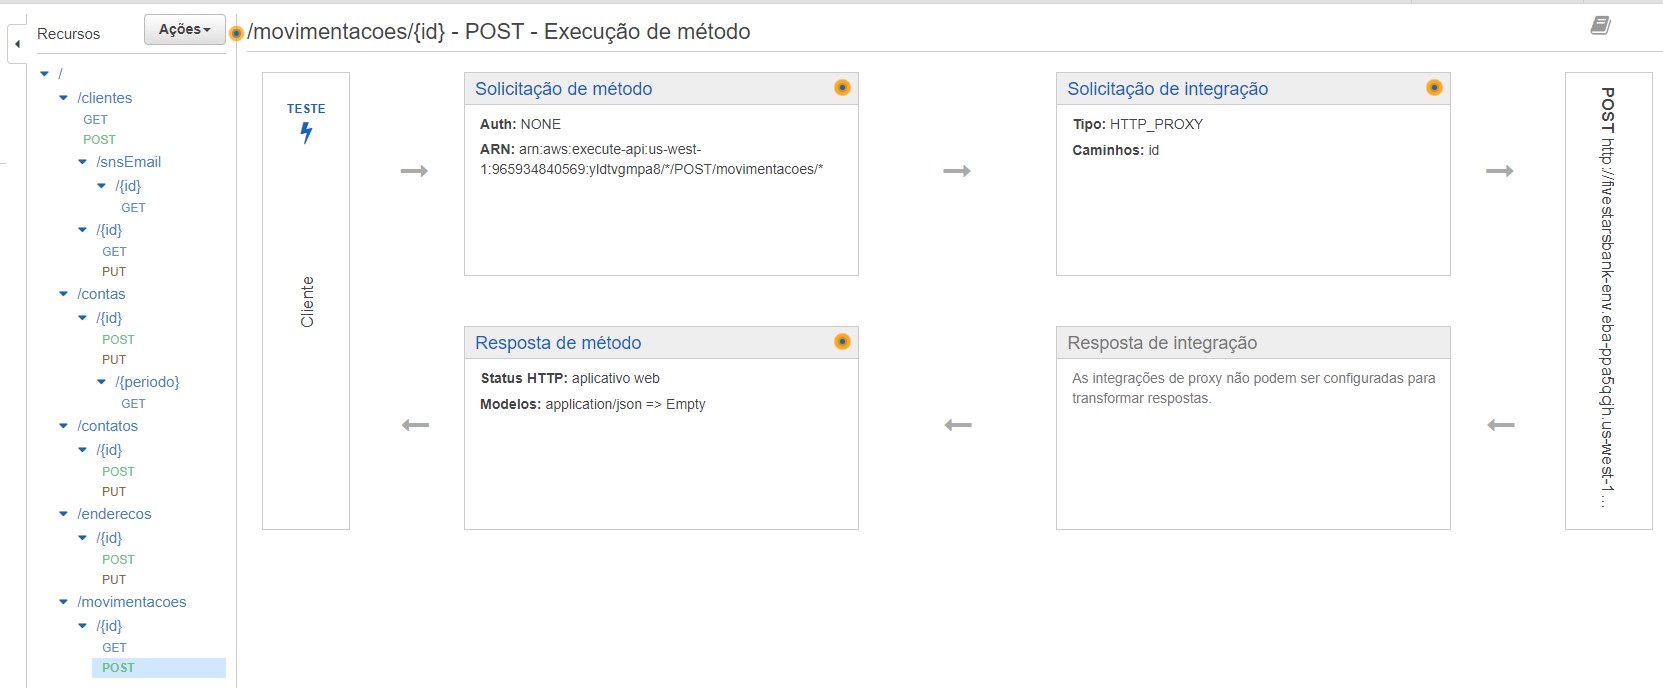 Recursos
Ações
/
/clientes
GET
POST
/snsEmail
/{id}
GET
/{id}
GET
PUT
/contas
/{id}
POST
PUT
/{periodo}
GET
/contatos
/{id}
POST
PUT
/enderecos
/{id}
POST
PUT
/movimentacoes
/{id}
GET
POST
/movimentacoes/{id} - POST - Execução de método
TESTE
Cliente
Solicitação de método
Auth: NONE
ARN: arn:aws:execute-api:us-west-
1:965934840569:yldtvgmpa8/*/POST/movimentacoes/*
Solicitação de integração
Tipo: HTTP_PROXY
Caminhos: id
Resposta de método
Status HTTP: aplicativo web
Modelos: application/json => Empty
Resposta de integração
As integrações de proxy não podem ser configuradas para
transformar respostas.
POST http://fivestarsbank-env.eba-ppa5qcjh.us-west-1...